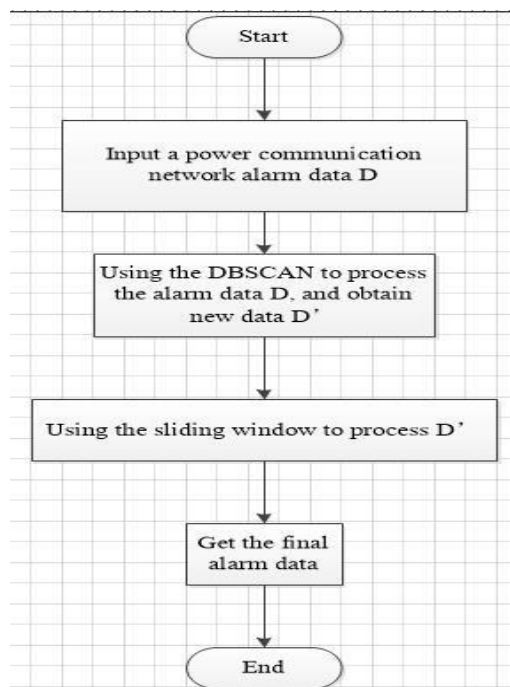 Start
Input a power communication
network alarm data D
Using the DBSCAN to process
the alarm data D, and obtain
new data D’
Using the sliding window to process D’
Get the final
alarm data
End